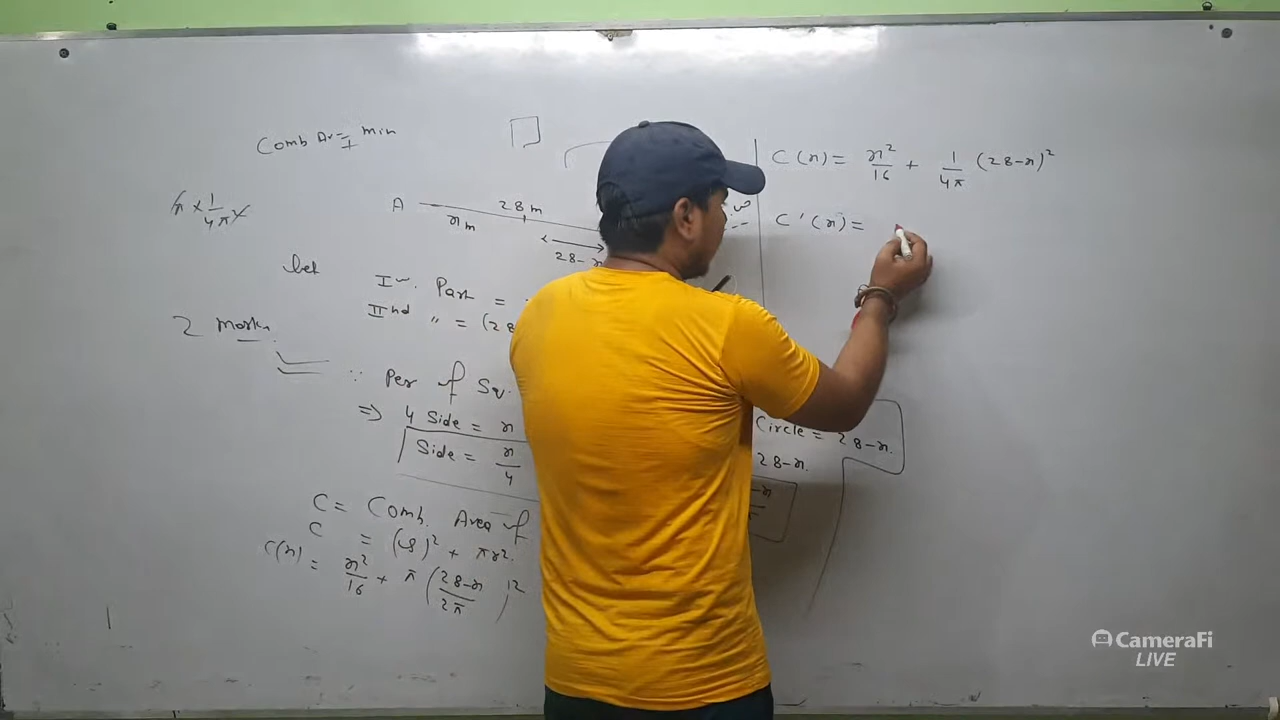 Comb Ar = min
π × 1/4π²
A 28 m
x m
28-x
let
Ist Part =
IInd " = (28
2 marks
∵ Per of Sq.
⇒ 4 Side = x
Side = x/4
C = Comb. Area of
C = (S)² + πr².
C(x) = x²/16 + π (28-x/2π)²
C(x) = x²/16 + 1/4π (28-x)²
C'(x) =
Circle = 28-x.
28-x.
CameraFi
LIVE